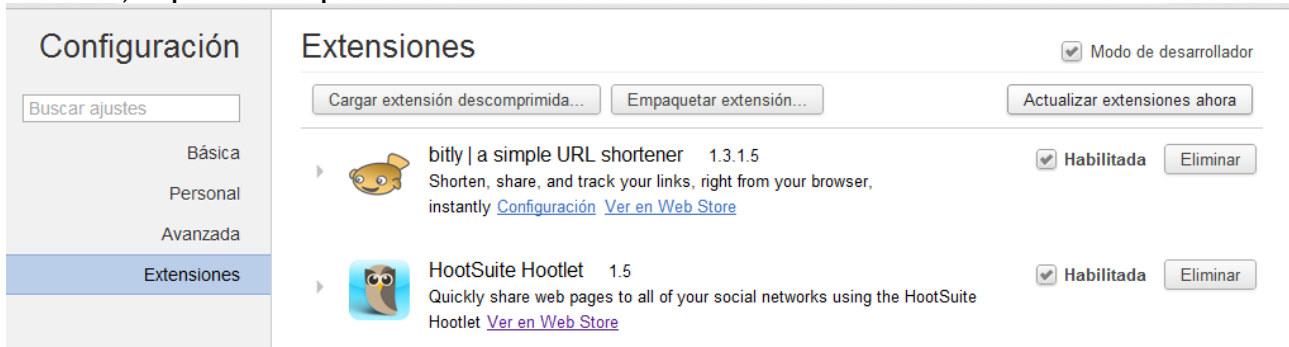 Configuración
Buscar ajustes
Básica
Personal
Avanzada
Extensiones
Extensiones
Modo de desarrollador
Cargar extensión descomprimida...
Empaquetar extensión...
Actualizar extensiones ahora
bitly | a simple URL shortener 1.3.1.5
Habilitada
Eliminar
Shorten, share, and track your links, right from your browser,
instantly Configuración Ver en Web Store
HootSuite Hootlet 1.5
Habilitada
Eliminar
Quickly share web pages to all of your social networks using the HootSuite
Hootlet Ver en Web Store